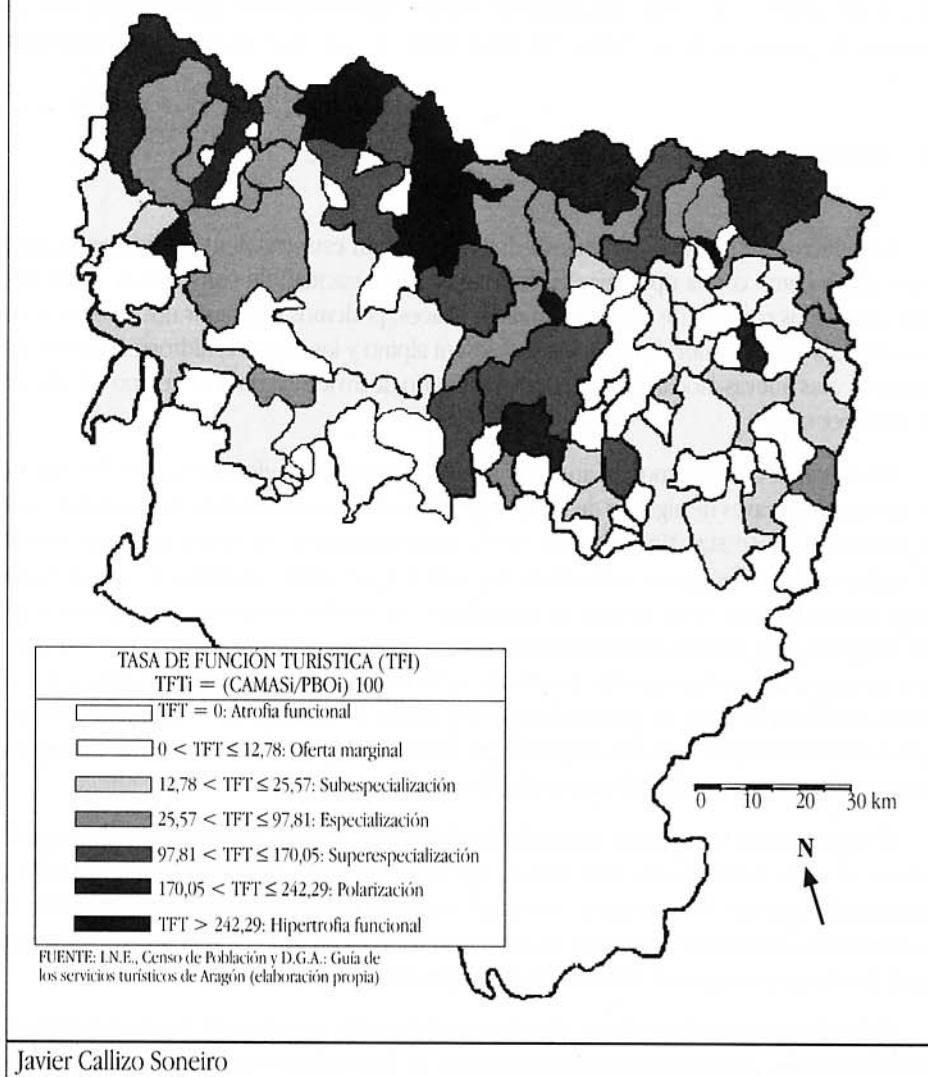 TASA DE FUNCIÓN TURÍSTICA (TFI)
TFTi = (CAMASi/PBOi) 100
TFT = 0: Atrofia funcional
0 < TFT ≤ 12,78: Oferta marginal
12,78 < TFT ≤ 25,57: Subespecialización
25,57 < TFT ≤ 97,81: Especialización
97,81 < TFT ≤ 170,05: Superespecialización
170,05 < TFT ≤ 242,29: Polarización
TFT > 242,29: Hipertrofia funcional
0 10 20 30 km
N
FUENTE: I.N.E., Censo de Población y D.G.A.: Guía de
los servicios turísticos de Aragón (elaboración propia)
Javier Callizo Soneiro